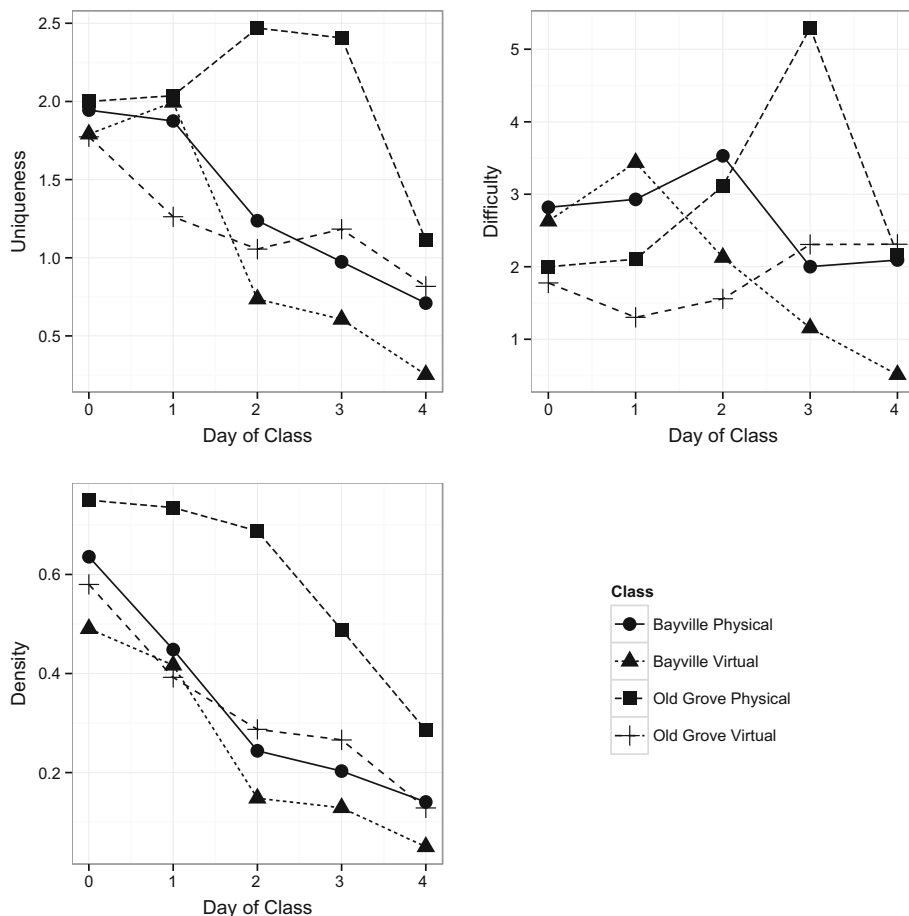 2.5
2.0
1.5
1.0
0.5
Uniqueness
0 1 2 3 4
Day of Class
5
4
3
2
1
Difficulty
0 1 2 3 4
Day of Class
0.6
0.4
0.2
Density
0 1 2 3 4
Day of Class
Class
Bayville Physical
Bayville Virtual
Old Grove Physical
Old Grove Virtual